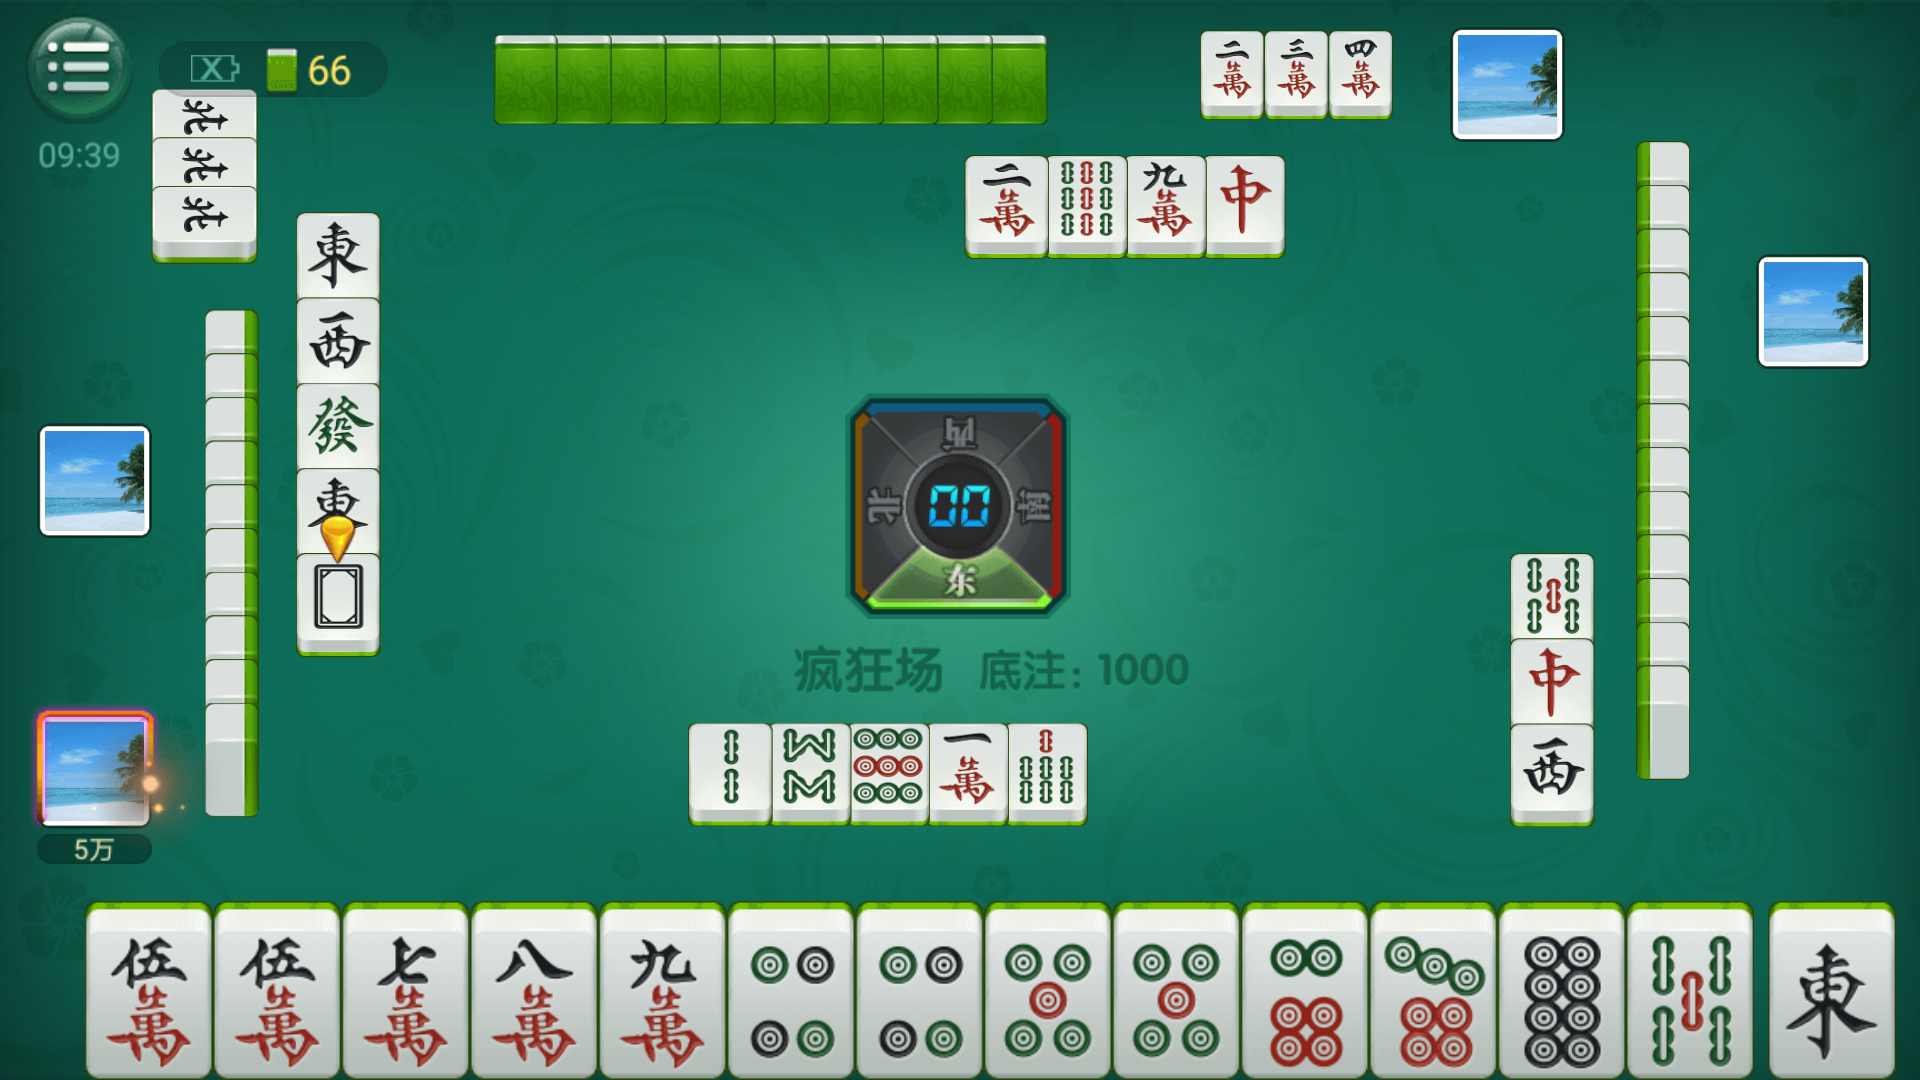 66
09:39
北
北
北
二萬 三萬 四萬
二萬 九萬 中
東
西
發
東
西
北 00 南
东
疯狂场 底注: 1000
中
西
一萬
5万
伍萬 伍萬 七萬 八萬 九萬 東